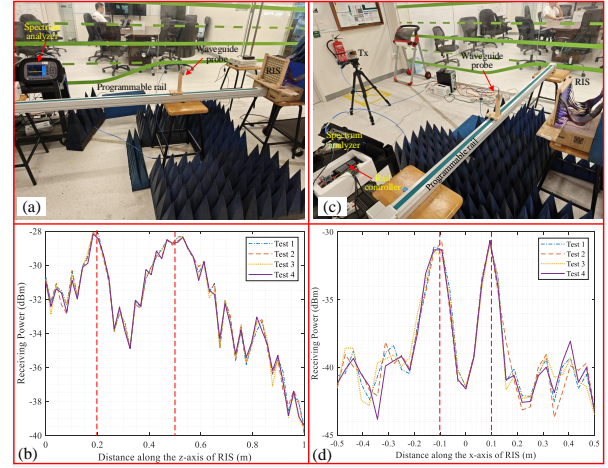 Spectrum
analyzer
Waveguide
probe
RIS
Programmable rail
(a)
Tx
Waveguide
probe
RIS
Spectrum
analyzer
Programmable rail
Rail
controller
(c)
-28
-30
-32
-34
-36
-38
-40
Receiving Power (dBm)
0
0.2
0.4
0.6
0.8
1
Distance along the z-axis of RIS (m)
Test 1
Test 2
Test 3
Test 4
(b)
-30
-35
-40
-45
Receiving Power (dBm)
-0.5
-0.4
-0.3
-0.2
-0.1
0
0.1
0.2
0.3
0.4
0.5
Distance along the x-axis of RIS (m)
Test 1
Test 2
Test 3
Test 4
(d)